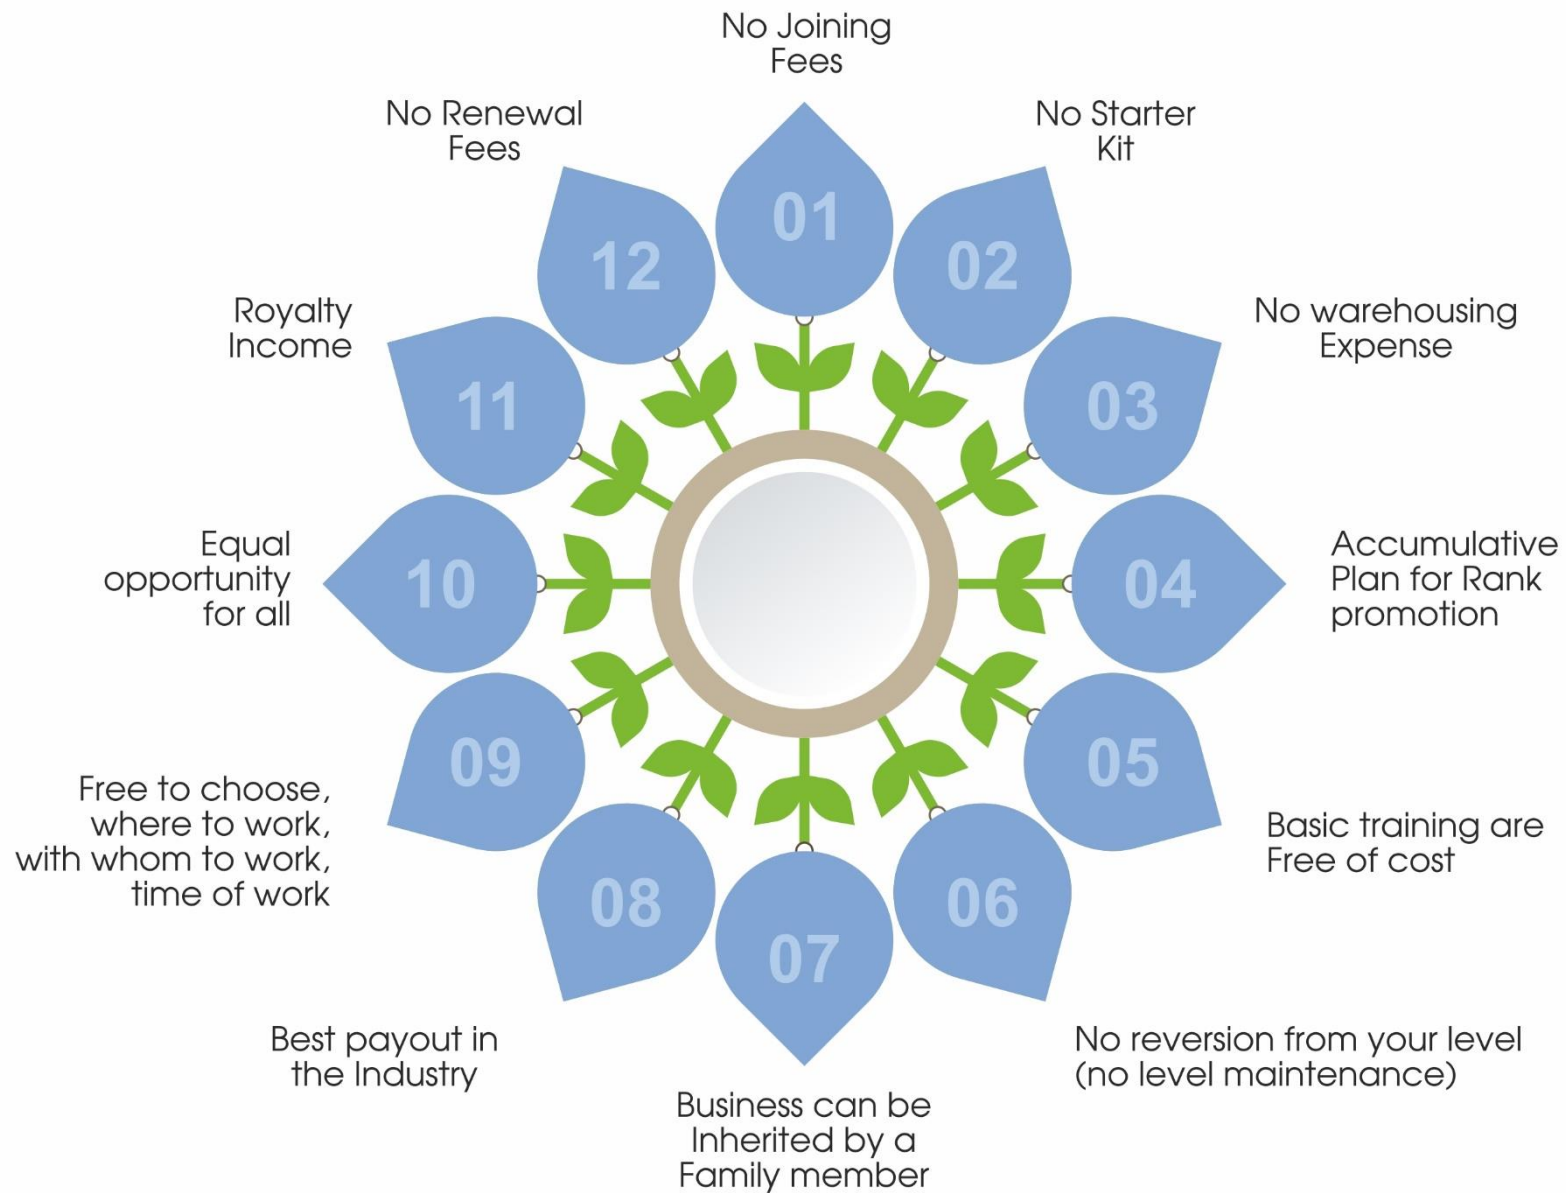 No Joining
Fees
01
No Starter
Kit
02
No warehousing
Expense
03
Accumulative
Plan for Rank
promotion
04
Basic training are
Free of cost
05
No reversion from your level
(no level maintenance)
06
Business can be
Inherited by a
Family member
07
Best payout in
the Industry
08
Free to choose,
where to work,
with whom to work,
time of work
09
Equal
opportunity
for all
10
Royalty
Income
11
No Renewal
Fees
12